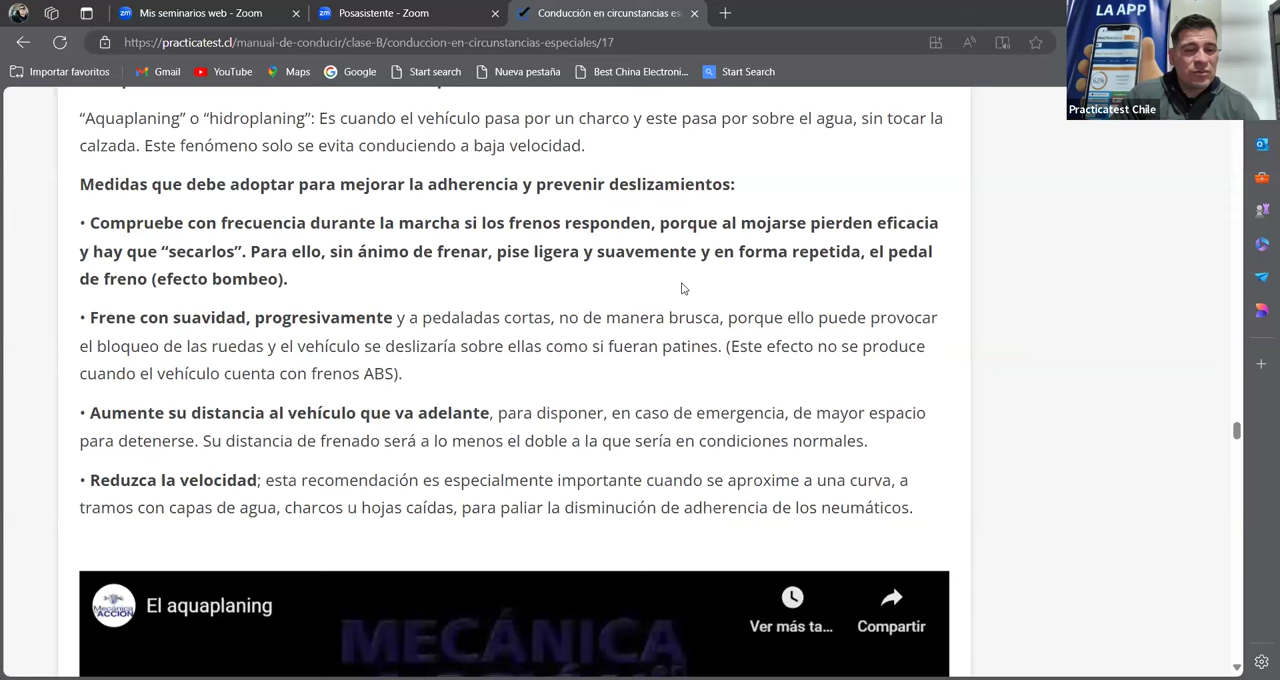 Mis seminarios web - Zoom
Posasistente - Zoom
Conducción en circunstancias es
https://practicatest.cl/manual-de-conducir/clase-B/conduccion-en-circunstancias-especiales/17
Importar favoritos
Gmail
YouTube
Maps
Google
Start search
Nueva pestaña
Best China Electroni...
Start Search
LA APP
62%
Practicatest Chile
“Aquaplaning” o “hidroplaning”: Es cuando el vehículo pasa por un charco y este pasa por sobre el agua, sin tocar la
calzada. Este fenómeno solo se evita conduciendo a baja velocidad.
Medidas que debe adoptar para mejorar la adherencia y prevenir deslizamientos:
• Compruebe con frecuencia durante la marcha si los frenos responden, porque al mojarse pierden eficacia
y hay que “secarlos”. Para ello, sin ánimo de frenar, pise ligera y suavemente y en forma repetida, el pedal
de freno (efecto bombeo).
• Frene con suavidad, progresivamente y a pedaladas cortas, no de manera brusca, porque ello puede provocar
el bloqueo de las ruedas y el vehículo se deslizaría sobre ellas como si fueran patines. (Este efecto no se produce
cuando el vehículo cuenta con frenos ABS).
• Aumente su distancia al vehículo que va adelante, para disponer, en caso de emergencia, de mayor espacio
para detenerse. Su distancia de frenado será a lo menos el doble a la que sería en condiciones normales.
• Reduzca la velocidad; esta recomendación es especialmente importante cuando se aproxime a una curva, a
tramos con capas de agua, charcos u hojas caídas, para paliar la disminución de adherencia de los neumáticos.
El aquaplaning
Ver más ta...
Compartir
MECÁNICA